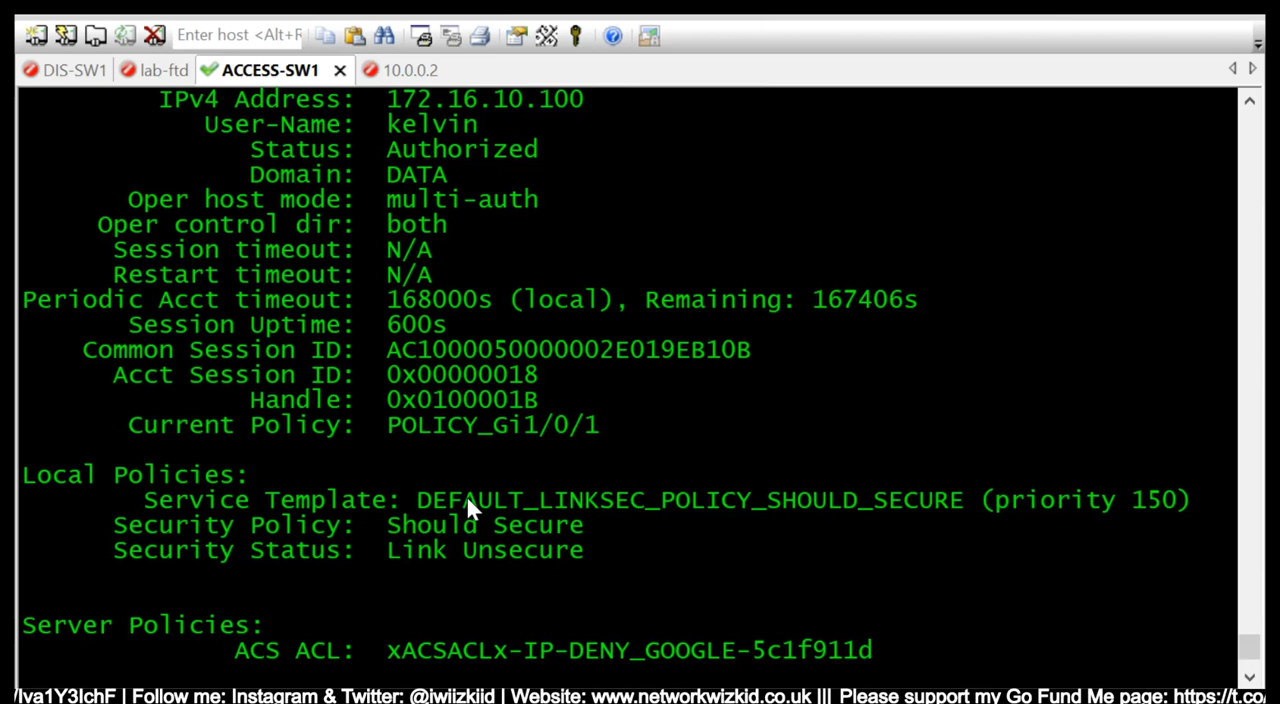 Enter host <Alt+F
DIS-SW1 lab-ftd ACCESS-SW1 10.0.0.2
IPv4 Address: 172.16.10.100
User-Name: kelvin
Status: Authorized
Domain: DATA
Oper host mode: multi-auth
Oper control dir: both
Session timeout: N/A
Restart timeout: N/A
Periodic Acct timeout: 168000s (local), Remaining: 167406s
Session Uptime: 600s
Common Session ID: AC1000050000002E019EB10B
Acct Session ID: 0x00000018
Handle: 0x0100001B
Current Policy: POLICY_Gi1/0/1
Local Policies:
Service Template: DEFAULT_LINKSEC_POLICY_SHOULD_SECURE (priority 150)
Security Policy: Should Secure
Security Status: Link Unsecure
Server Policies:
ACS ACL: xACSACLx-IP-DENY_GOOGLE-5c1f911d
| Follow me: Instagram & Twitter: @iwiizkiid | Website: www.networkwizkid.co.uk ||| Please support my Go Fund Me page: https://t.co/